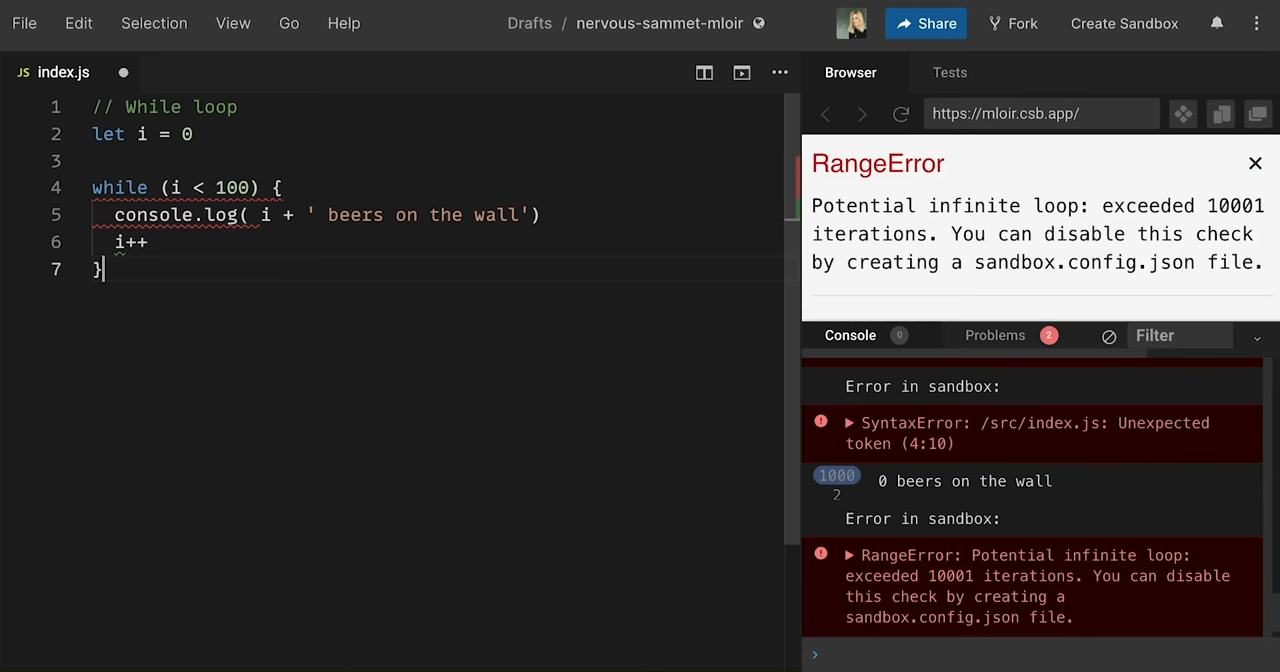 File Edit Selection View Go Help Drafts / nervous-sammet-mloir Share Fork Create Sandbox
JS index.js
Browser Tests
https://mloir.csb.app/
1 // While loop
2 let i = 0
3
4 while (i < 100) {
5 console.log( i + ' beers on the wall')
6 i++
7 }
RangeError
Potential infinite loop: exceeded 10001
iterations. You can disable this check
by creating a sandbox.config.json file.
Console 0 Problems 2 Filter
Error in sandbox:
SyntaxError: /src/index.js: Unexpected
token (4:10)
1000 0 beers on the wall
2
Error in sandbox:
RangeError: Potential infinite loop:
exceeded 10001 iterations. You can disable
this check by creating a
sandbox.config.json file.